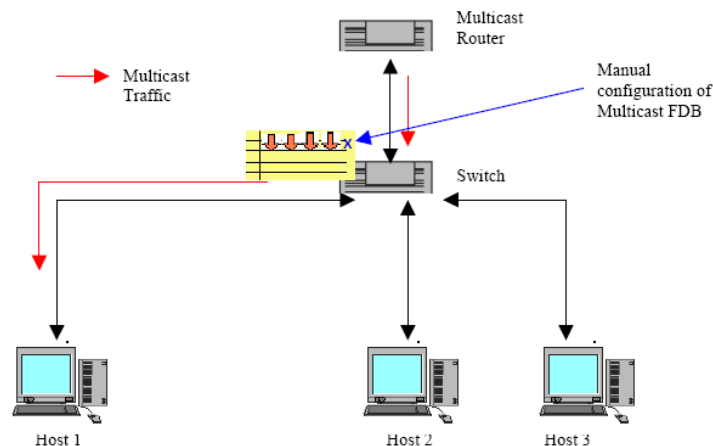 Multicast
Router
Multicast
Traffic
Manual
configuration of
Multicast FDB
X
Switch
Host 1
Host 2
Host 3